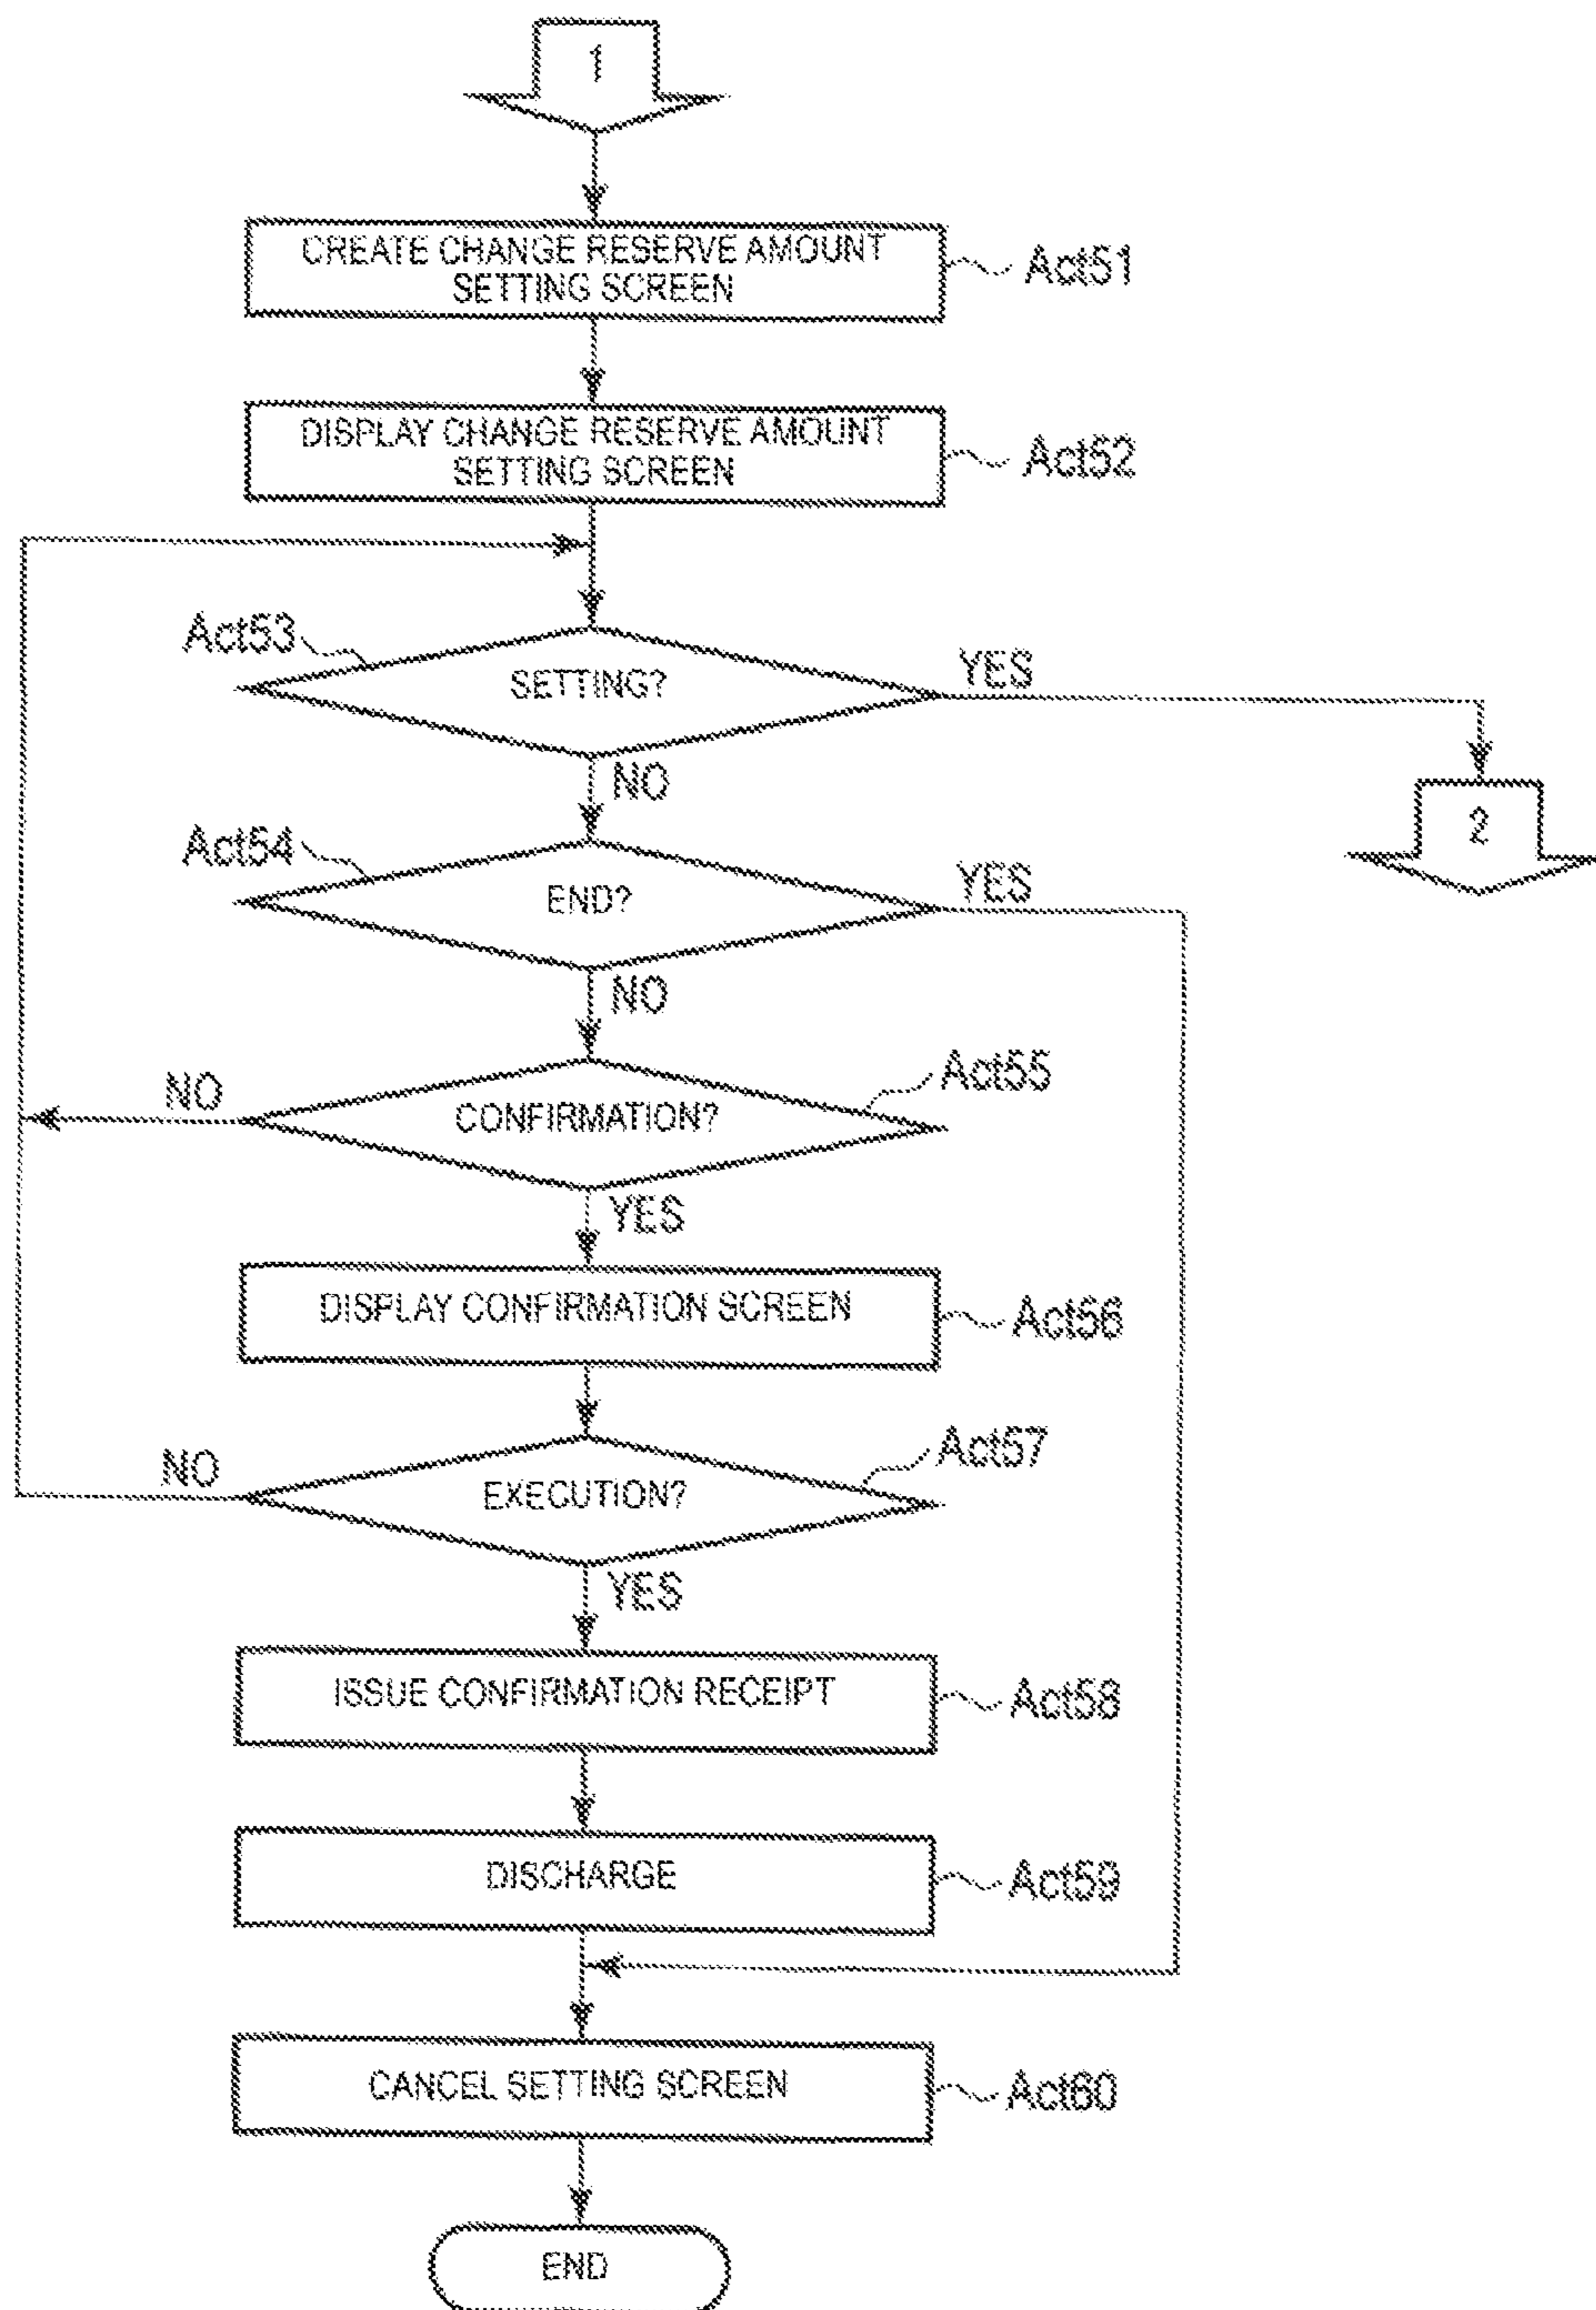 1
CREATE CHANGE RESERVE AMOUNT
SETTING SCREEN
Act51
DISPLAY CHANGE RESERVE AMOUNT
SETTING SCREEN
Act52
Act53
SETTING?
YES
NO
2
Act54
END?
YES
NO
Act55
NO
CONFIRMATION?
YES
DISPLAY CONFIRMATION SCREEN
Act56
Act57
NO
EXECUTION?
YES
ISSUE CONFIRMATION RECEIPT
Act58
DISCHARGE
Act59
CANCEL SETTING SCREEN
Act60
END